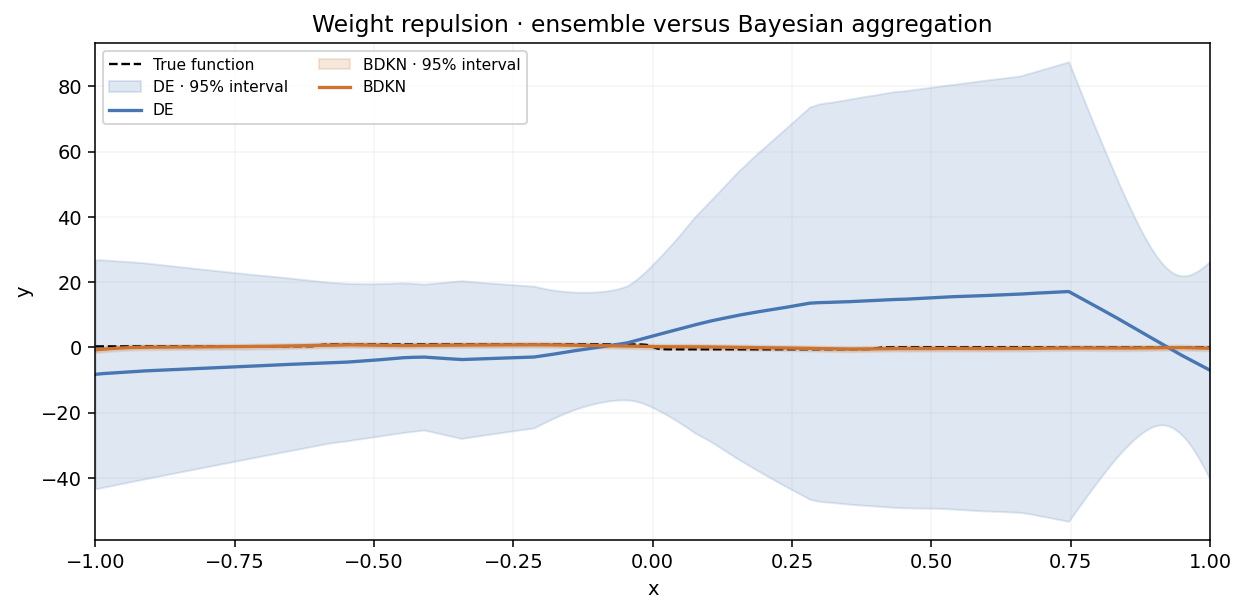 Weight repulsion · ensemble versus Bayesian aggregation
True function
DE · 95% interval
DE
BDKN · 95% interval
BDKN
y
80
60
40
20
0
−20
−40
−1.00 −0.75 −0.50 −0.25 0.00 0.25 0.50 0.75 1.00
x